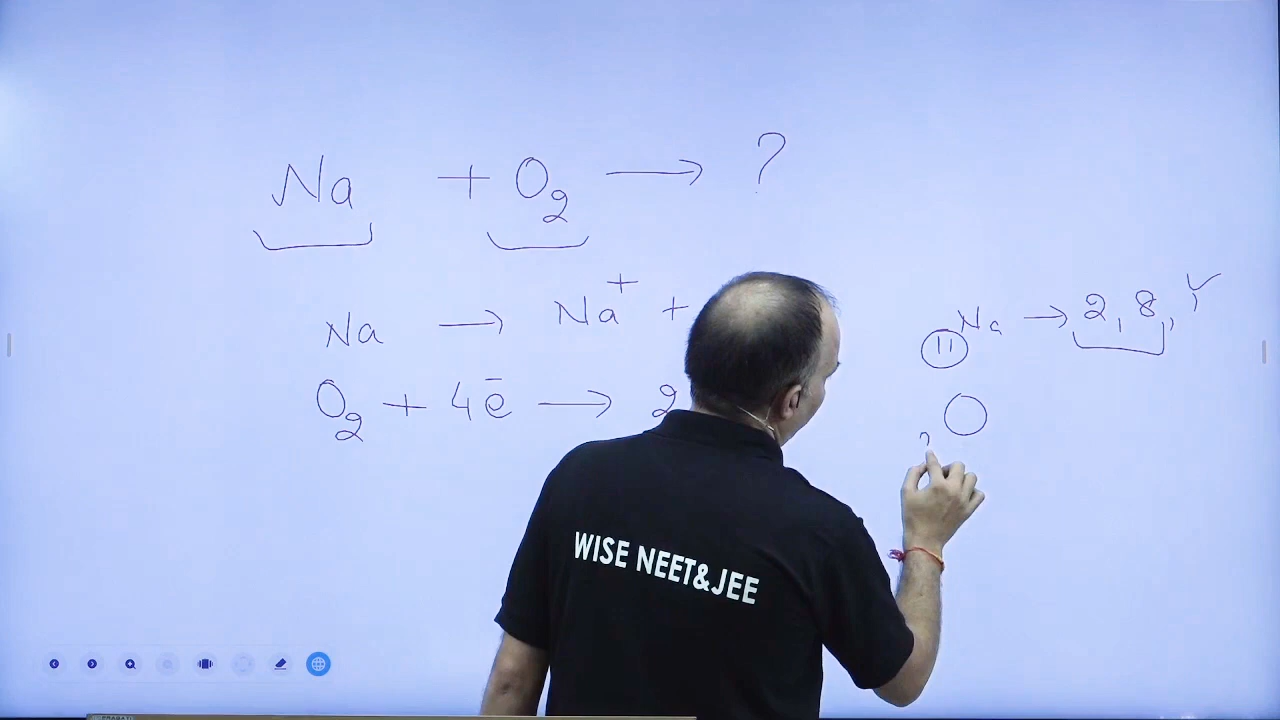 Na + O₂ → ?
Na → Na⁺ +
O₂ + 4e⁻ → 2
₁₁Na → 2, 8, 1
O
WISE NEET&JEE